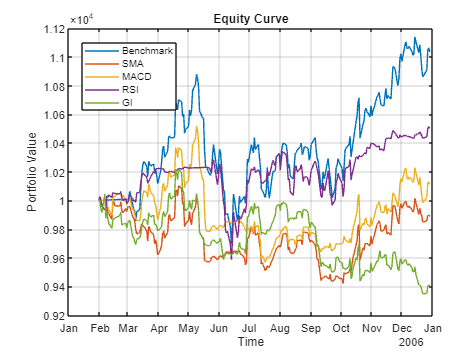 Equity Curve
×10⁴
1.12
1.1
1.08
1.06
1.04
1.02
1
0.98
0.96
0.94
0.92
Portfolio Value
Benchmark
SMA
MACD
RSI
GI
Jan Feb Mar Apr May Jun Jul Aug Sep Oct Nov Dec Jan
Time
2006